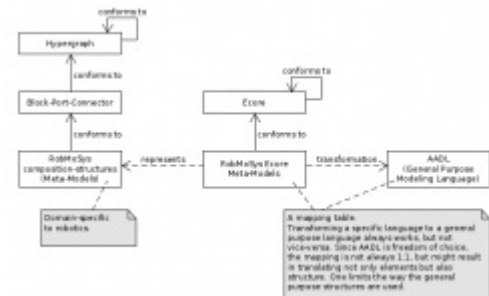 conforms to
Hypergraph
conforms to
conforms to
Block-Port-Connector
Ecore
conforms to
conforms to
RobMoSys
composition-structures
(Meta-Models)
represents
RobMoSys Ecore
Meta-Models
transformation
AADL
(General Purpose
Modeling Language)
Domain-specific
to robotics.
A mapping table.
Transforming a specific language to a general
purpose language always works, but not
vice-versa. Since AADL is freedom of choice,
the mapping is not always 1:1, but might result
in translating not only elements but also
structure. One limits the way the general
purpose structures are used.